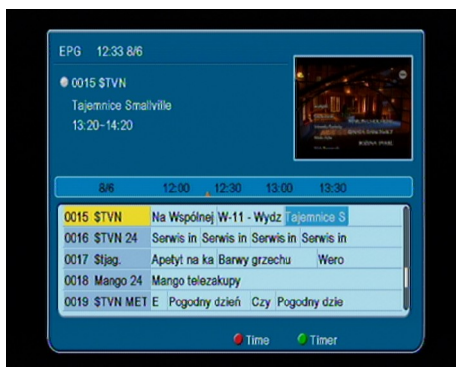 EPG 12:33 8/6
0015 $TVN
Tajemnice Smallville
13:20-14:20
8/6 12:00 12:30 13:00 13:30
0015 $TVN Na Wspólnej W-11 - Wydz Tajemnice S
0016 $TVN 24 Serwis in Serwis in Serwis in Serwis in
0017 $tjag. Apetyt na ka Barwy grzechu Wero
0018 Mango 24 Mango telezakupy
0019 $TVN MET E Pogodny dzień Czy Pogodny dzie
Time Timer